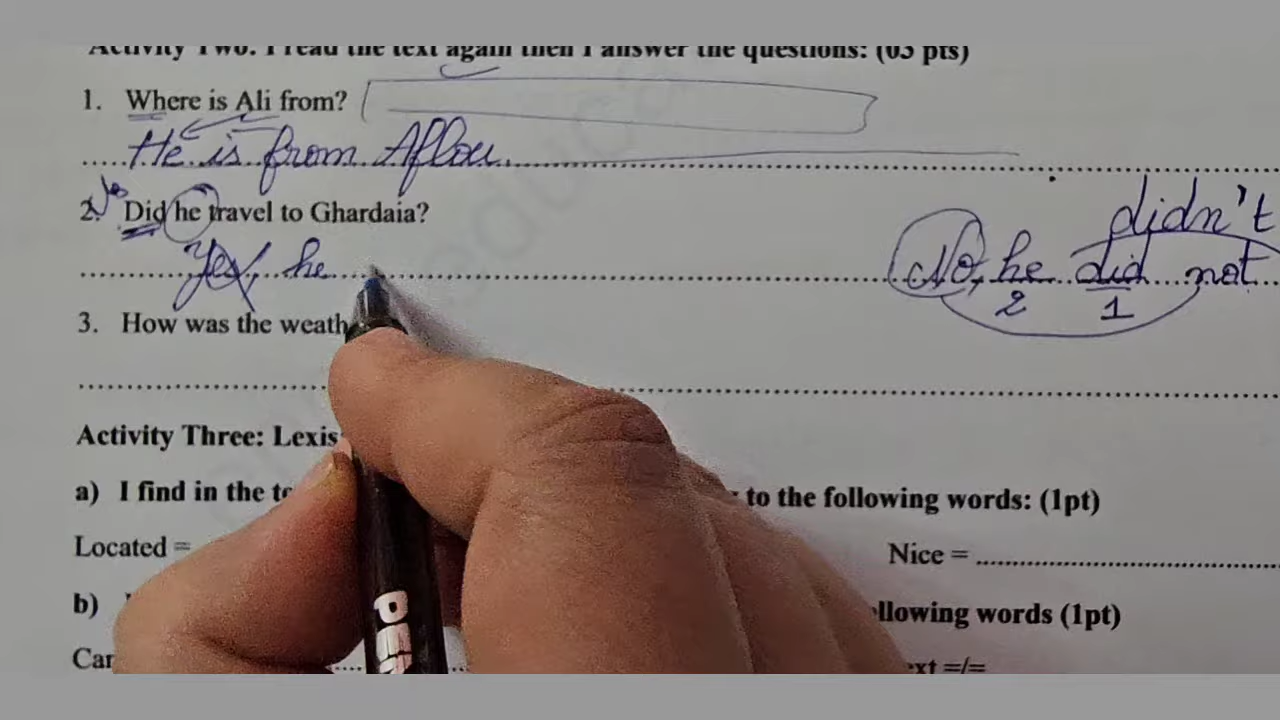 Activity Two: I read the text again then I answer the questions: (03 pts)
1. Where is Ali from?
He is from Aflou.
2. Did he travel to Ghardaia?
didn't
Yes, he
No, he did not
2 1
3. How was the weath
Activity Three: Lexis
a) I find in the te to the following words: (1pt)
Located =
Nice =
b) llowing words (1pt)
Car
ext =/=